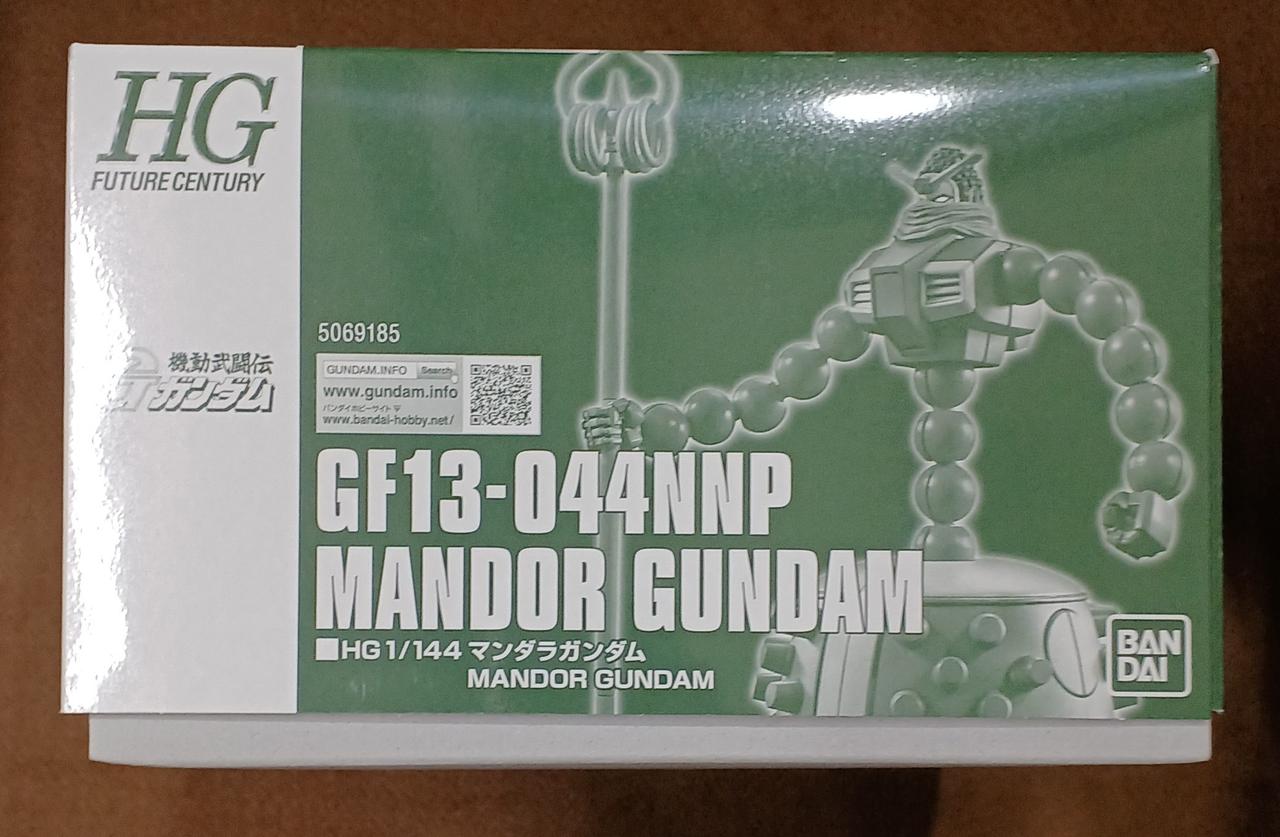 HG
FUTURE CENTURY
機動武闘伝
Gガンダム
5069185
GUNDAM.INFO Search
www.gundam.info
バンダイホビーサイト
www.bandai-hobby.net/
GF13-044NNP
MANDOR GUNDAM
■HG 1/144 マンダラガンダム
MANDOR GUNDAM
BAN
DAI